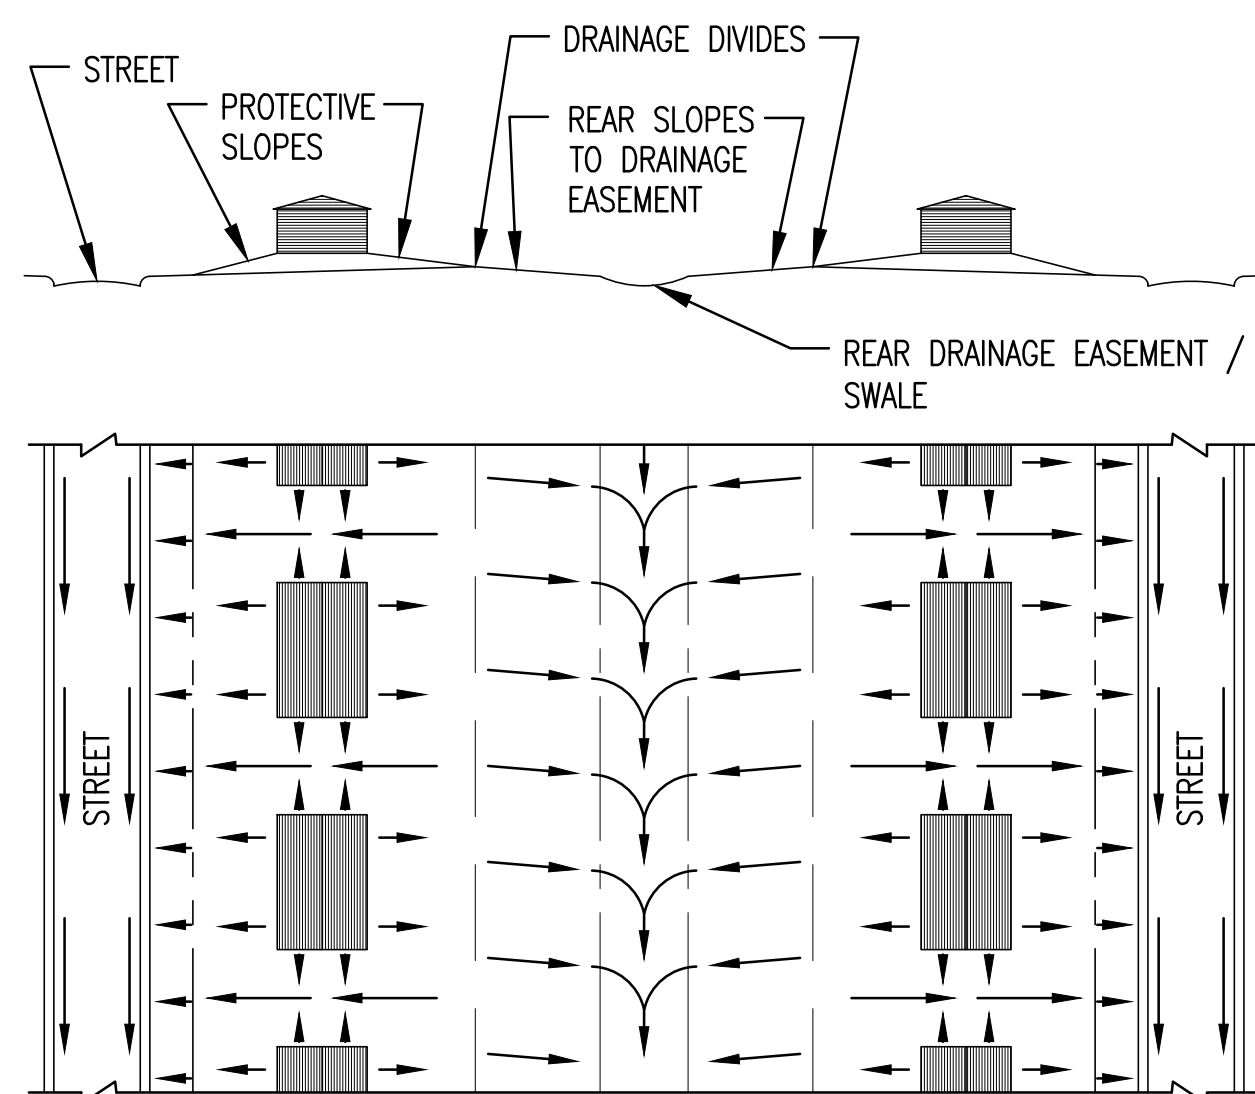 DRAINAGE DIVIDES
STREET
PROTECTIVE
SLOPES
REAR SLOPES
TO DRAINAGE
EASEMENT
REAR DRAINAGE EASEMENT /
SWALE
STREET
STREET